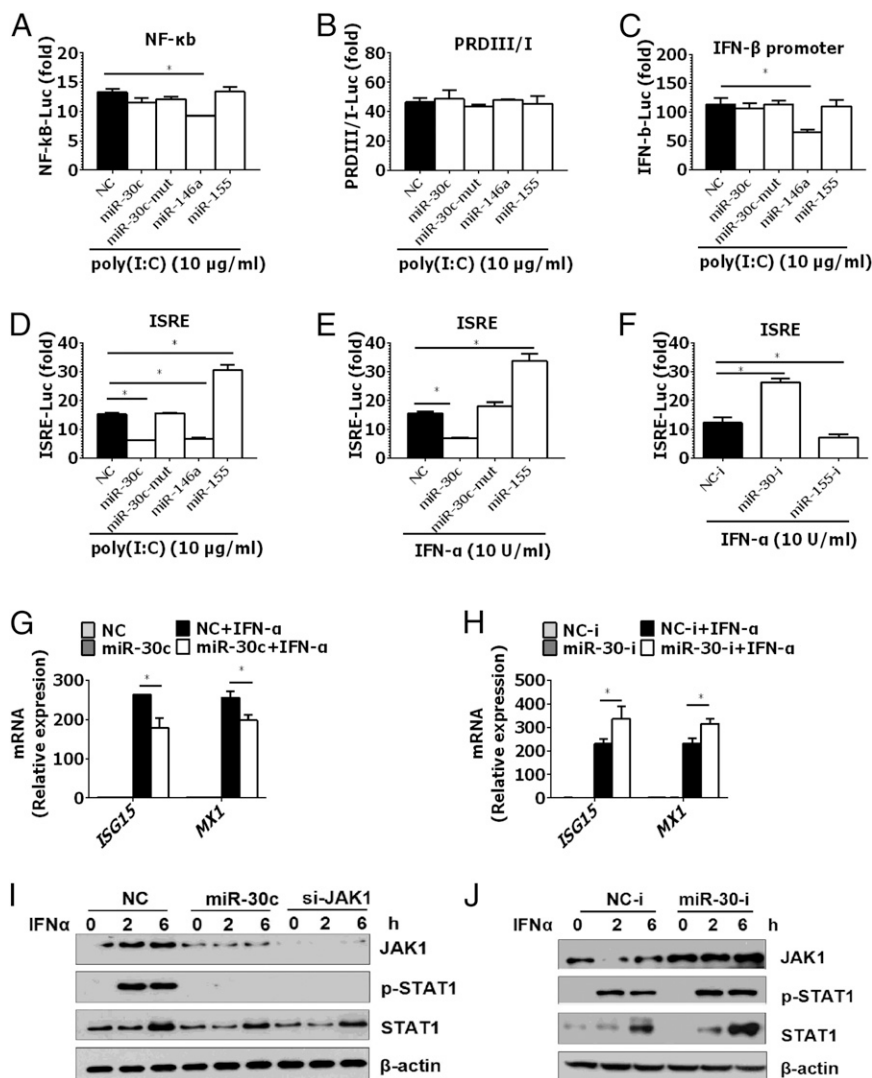 A
NF-κb
NF-kB-Luc (fold)
15
10
5
0
*
NC
miR-30c
miR-30c-mut
miR-146a
miR-155
poly(I:C) (10 µg/ml)
B
PRDIII/I
PRDIII/I-Luc (fold)
80
60
40
20
0
NC
miR-30c
miR-30c-mut
miR-146a
miR-155
poly(I:C) (10 µg/ml)
C
IFN-β promoter
IFN-b-Luc (fold)
200
150
100
50
0
*
NC
miR-30c
miR-30c-mut
miR-146a
miR-155
poly(I:C) (10 µg/ml)
D
ISRE
ISRE-Luc (fold)
40
30
20
10
0
*
*
*
NC
miR-30c
miR-30c-mut
miR-146a
miR-155
poly(I:C) (10 µg/ml)
E
ISRE
ISRE-Luc (fold)
40
30
20
10
0
*
*
NC
miR-30c
miR-30c-mut
miR-155
IFN-α (10 U/ml)
F
ISRE
ISRE-Luc (fold)
40
30
20
10
0
*
*
NC-i
miR-30-i
miR-155-i
IFN-α (10 U/ml)
G
NC NC+IFN-α
miR-30c miR-30c+IFN-α
mRNA
(Relative expression)
300
200
100
0
* *
ISG15 MX1
H
NC-i NC-i+IFN-α
miR-30-i miR-30-i+IFN-α
mRNA
(Relative expression)
500
400
300
200
100
0
* *
ISG15 MX1
I
NC miR-30c si-JAK1
IFNα 0 2 6 0 2 6 0 2 6 h
JAK1
p-STAT1
STAT1
β-actin
J
NC-i miR-30-i
IFNα 0 2 6 0 2 6 h
JAK1
p-STAT1
STAT1
β-actin